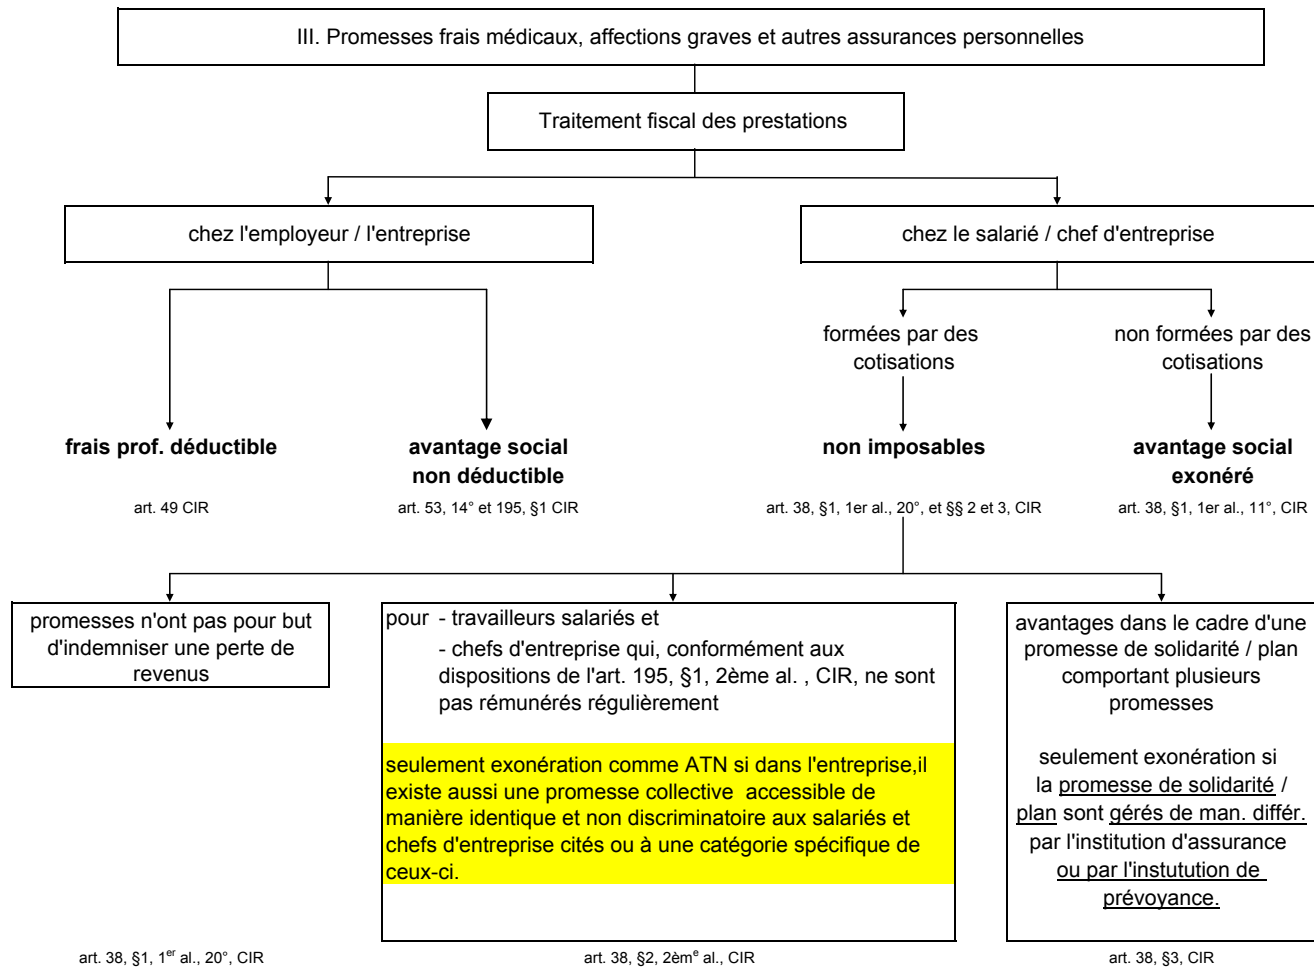 III. Promesses frais médicaux, affections graves et autres assurances personnelles
Traitement fiscal des prestations
chez l'employeur / l'entreprise
chez le salarié / chef d'entreprise
formées par des
cotisations
non formées par des
cotisations
frais prof. déductible
avantage social
non déductible
non imposables
avantage social
exonéré
art. 49 CIR
art. 53, 14° et 195, §1 CIR
art. 38, §1, 1er al., 20°, et §§ 2 et 3, CIR
art. 38, §1, 1er al., 11°, CIR
promesses n'ont pas pour but
d'indemniser une perte de
revenus
pour - travailleurs salariés et
- chefs d'entreprise qui, conformément aux
dispositions de l'art. 195, §1, 2ème al. , CIR, ne sont
pas rémunérés régulièrement
seulement exonération comme ATN si dans l'entreprise,il
existe aussi une promesse collective accessible de
manière identique et non discriminatoire aux salariés et
chefs d'entreprise cités ou à une catégorie spécifique de
ceux-ci.
avantages dans le cadre d'une
promesse de solidarité / plan
comportant plusieurs
promesses
seulement exonération si
la promesse de solidarité /
plan sont gérés de man. différ.
par l'institution d'assurance
ou par l'instutution de
prévoyance.
art. 38, §1, 1er al., 20°, CIR
art. 38, §2, 2ème al., CIR
art. 38, §3, CIR